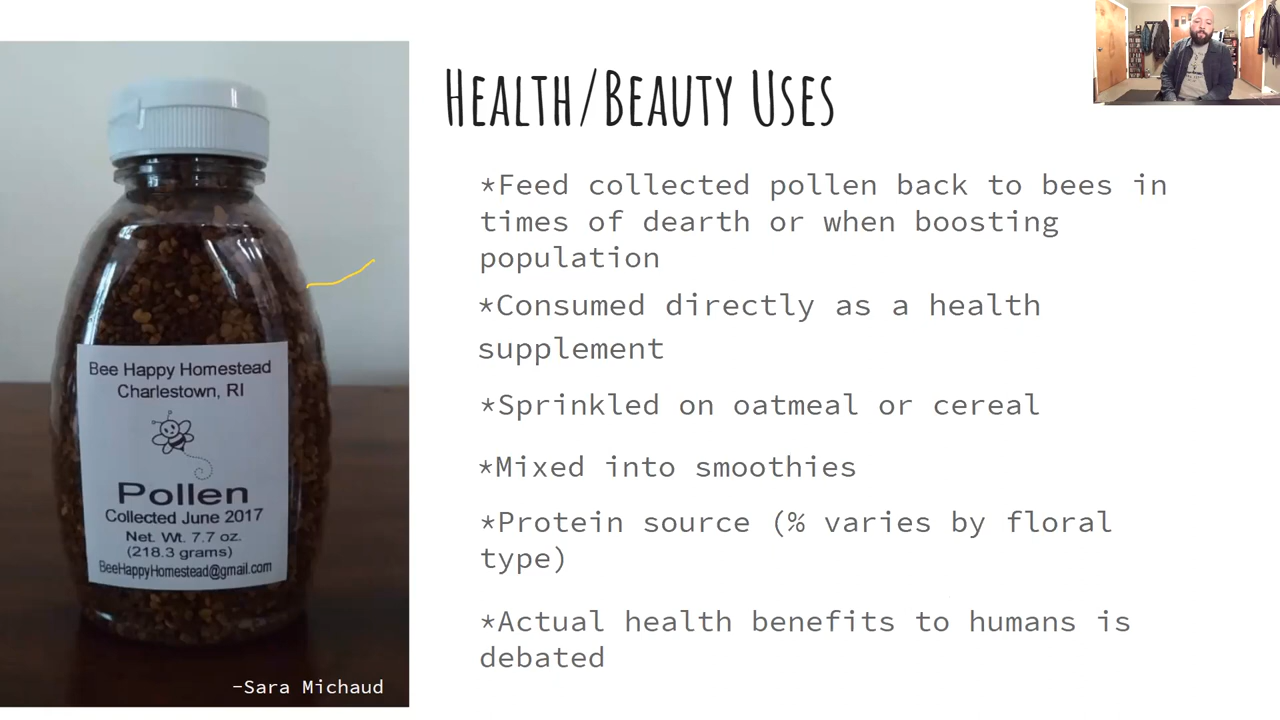 Health/Beauty Uses
*Feed collected pollen back to bees in
times of dearth or when boosting
population
*Consumed directly as a health
supplement
*Sprinkled on oatmeal or cereal
*Mixed into smoothies
*Protein source (% varies by floral
type)
*Actual health benefits to humans is
debated
Bee Happy Homestead
Charlestown, RI
Pollen
Collected June 2017
Net. Wt. 7.7 oz.
(218.3 grams)
BeeHappyHomestead@gmail.com
-Sara Michaud